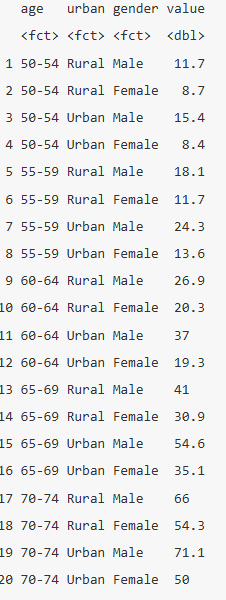 age urban gender value
<fct> <fct> <fct> <dbl>
1 50-54 Rural Male 11.7
2 50-54 Rural Female 8.7
3 50-54 Urban Male 15.4
4 50-54 Urban Female 8.4
5 55-59 Rural Male 18.1
6 55-59 Rural Female 11.7
7 55-59 Urban Male 24.3
8 55-59 Urban Female 13.6
9 60-64 Rural Male 26.9
10 60-64 Rural Female 20.3
11 60-64 Urban Male 37
12 60-64 Urban Female 19.3
13 65-69 Rural Male 41
14 65-69 Rural Female 30.9
15 65-69 Urban Male 54.6
16 65-69 Urban Female 35.1
17 70-74 Rural Male 66
18 70-74 Rural Female 54.3
19 70-74 Urban Male 71.1
20 70-74 Urban Female 50